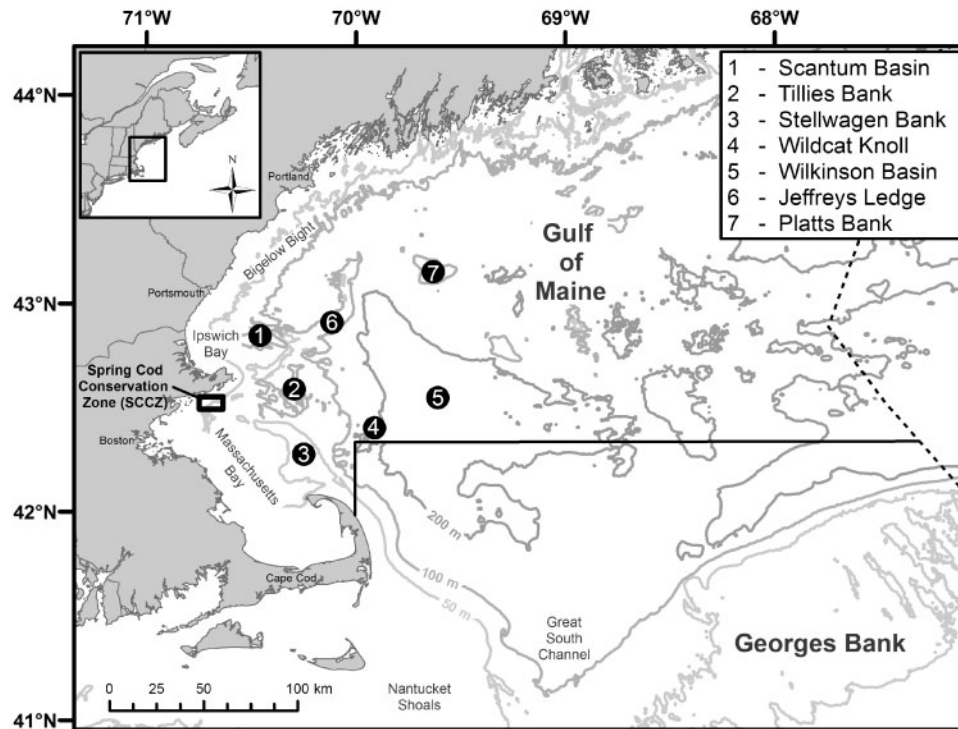 71°W 70°W 69°W 68°W
44°N
43°N
42°N
41°N
N
1 - Scantum Basin
2 - Tillies Bank
3 - Stellwagen Bank
4 - Wildcat Knoll
5 - Wilkinson Basin
6 - Jeffreys Ledge
7 - Platts Bank
Portland
Bigelow Bight
Gulf
of
Maine
7
Portsmouth
6
Ipswich
Bay
1
Spring Cod
Conservation
Zone (SCCZ)
2
5
4
Boston
3
Massachusetts
Bay
200 m
100 m
50 m
Cape Cod
Great
South
Channel
Georges Bank
Nantucket
Shoals
0 25 50 100 km